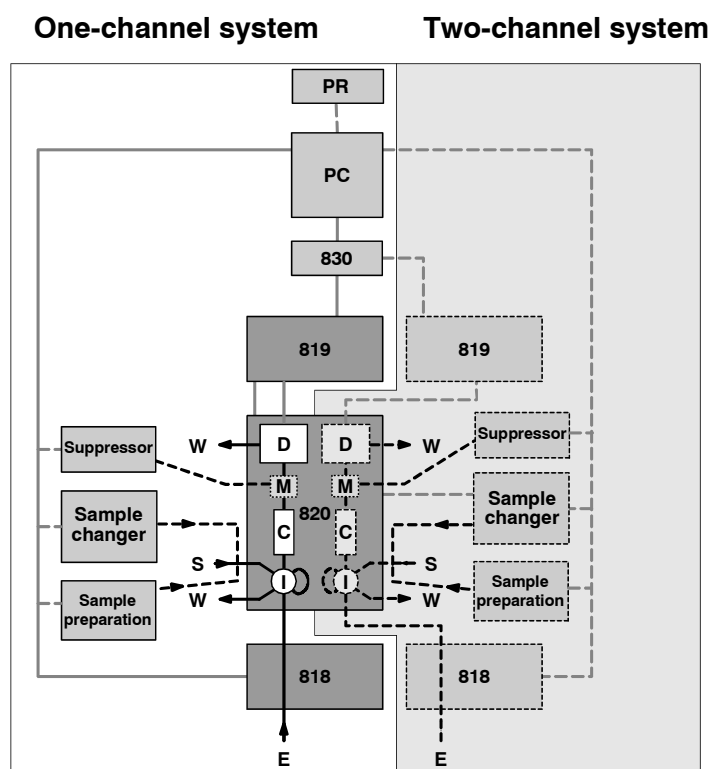 One-channel system
Two-channel system
PR
PC
830
819
819
Suppressor
W
D
D
W
Suppressor
M
M
Sample
changer
820
C
C
Sample
changer
S
I
I
S
W
W
Sample
preparation
Sample
preparation
818
818
E
E